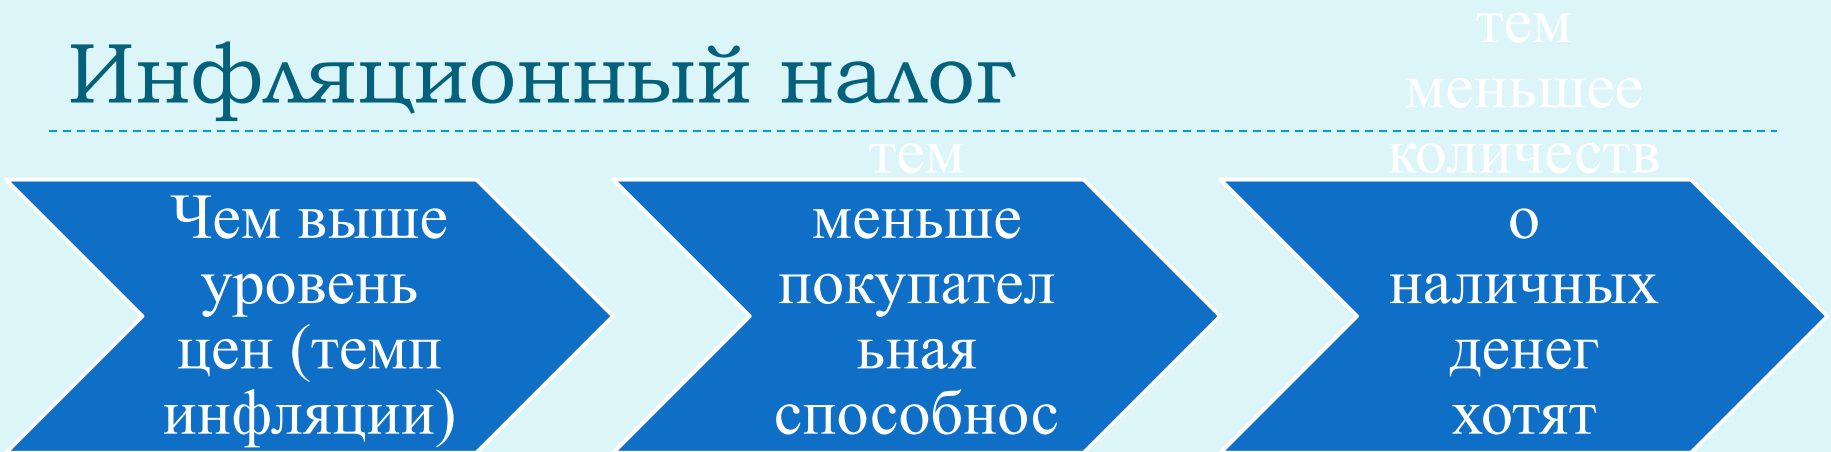 Инфляционный налог
Чем выше
уровень
цен (темп
инфляции)
тем
меньше
покупател
ьная
способнос
тем
меньшее
количеств
о
наличных
денег
хотят